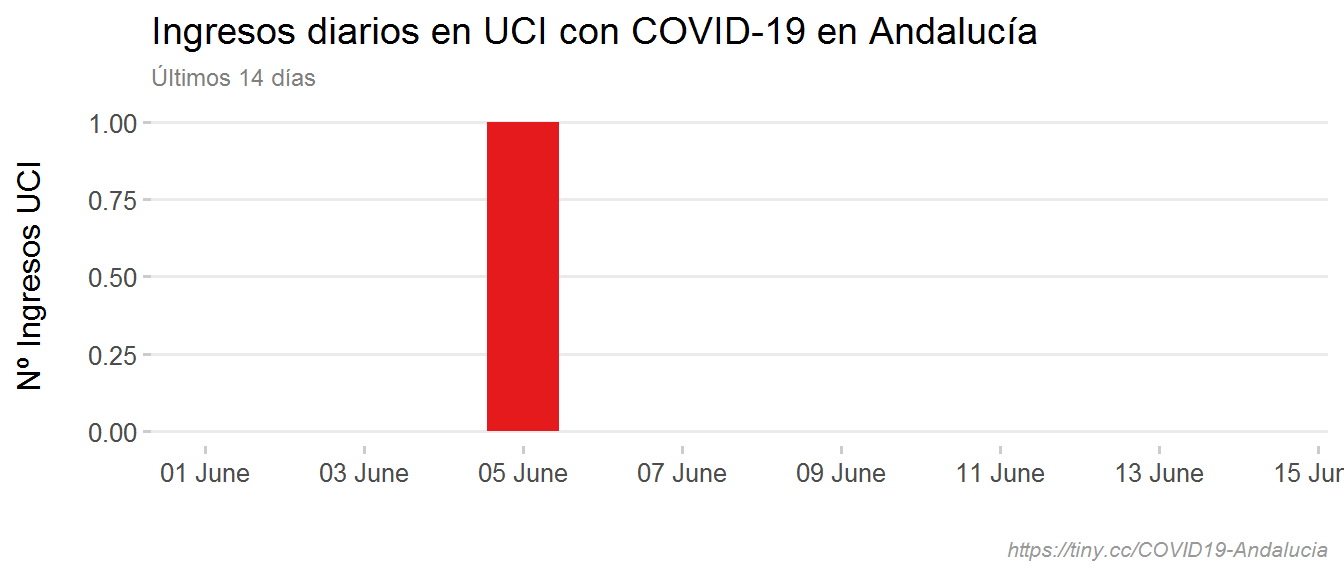 Ingresos diarios en UCI con COVID-19 en Andalucía
Últimos 14 días
Nº Ingresos UCI
1.00
0.75
0.50
0.25
0.00
01 June 03 June 05 June 07 June 09 June 11 June 13 June 15 Jun
https://tiny.cc/COVID19-Andalucia